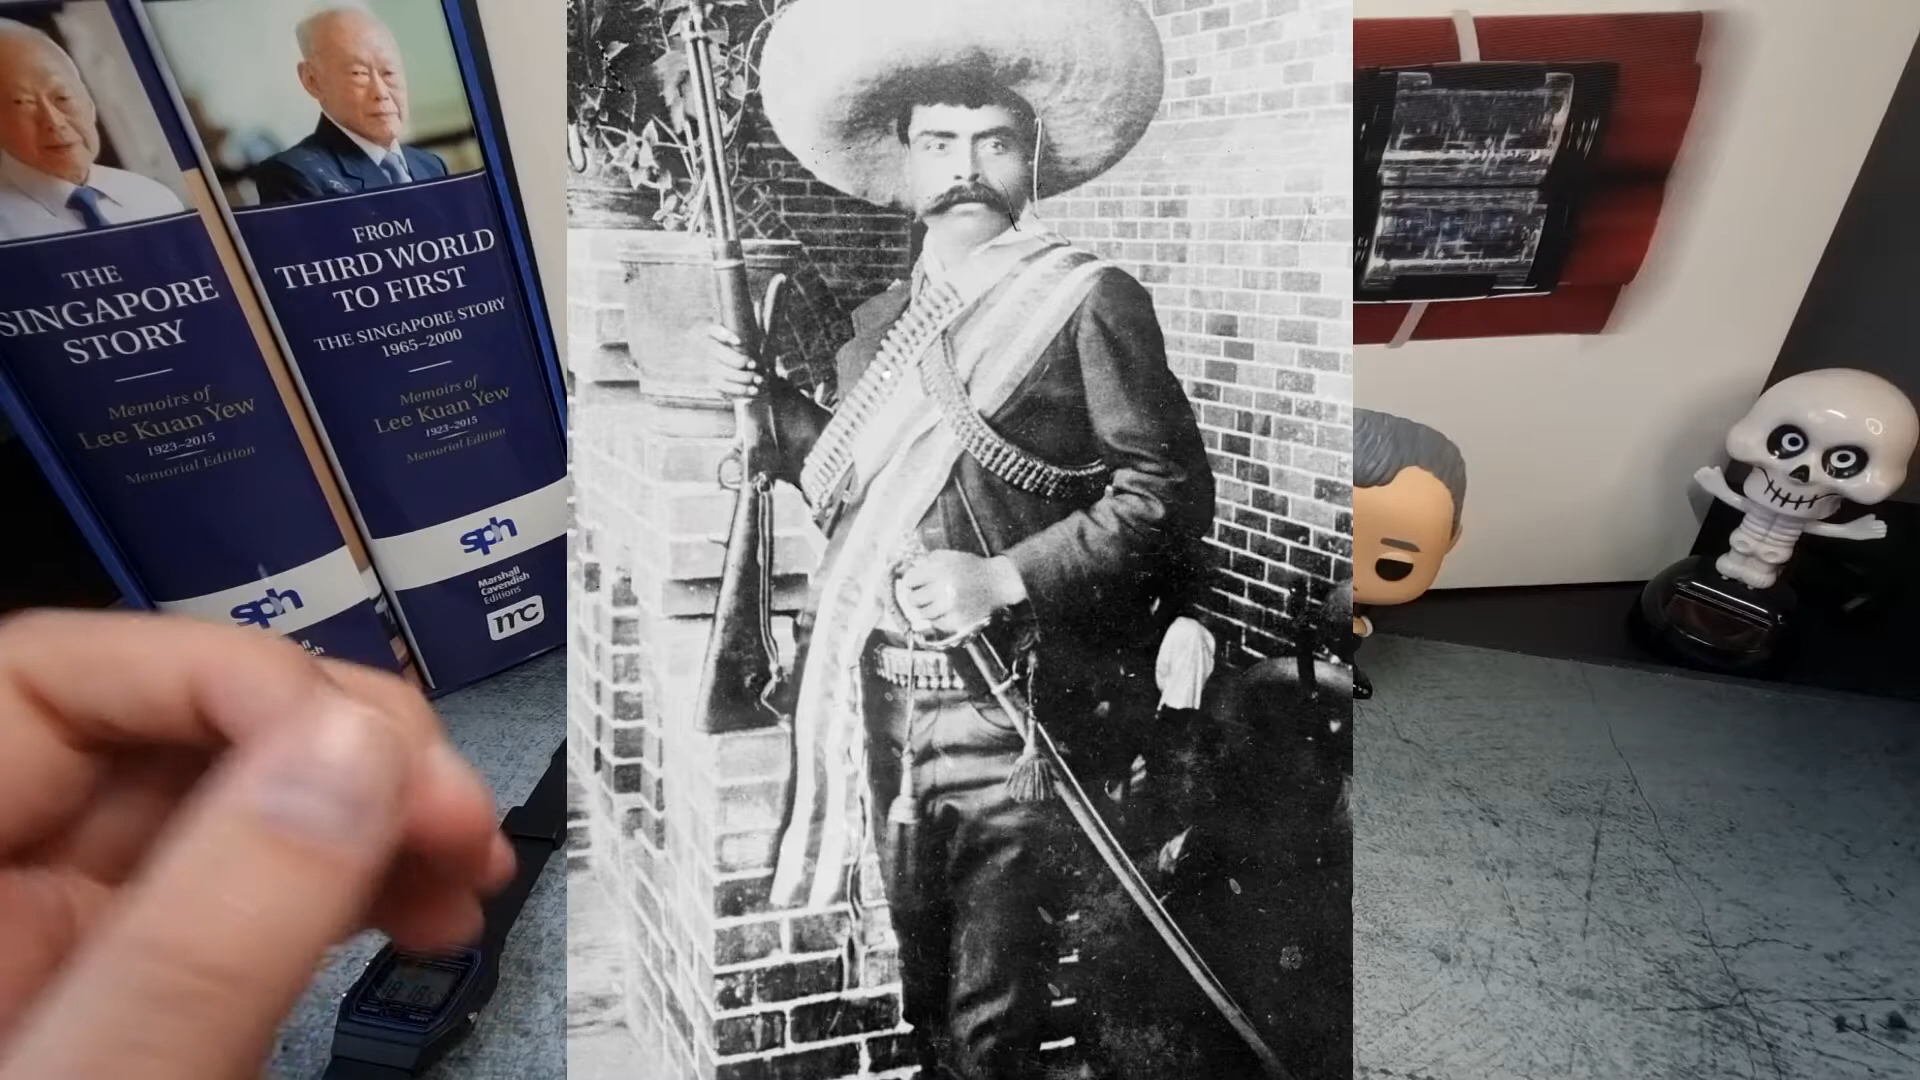 THE
SINGAPORE
STORY
Memoirs of
Lee Kuan Yew
1923–2015
Memorial Edition
sph
FROM
THIRD WORLD
TO FIRST
THE SINGAPORE STORY
1965–2000
Memoirs of
Lee Kuan Yew
1923–2015
Memorial Edition
sph
Marshall
Cavendish
Editions
mc